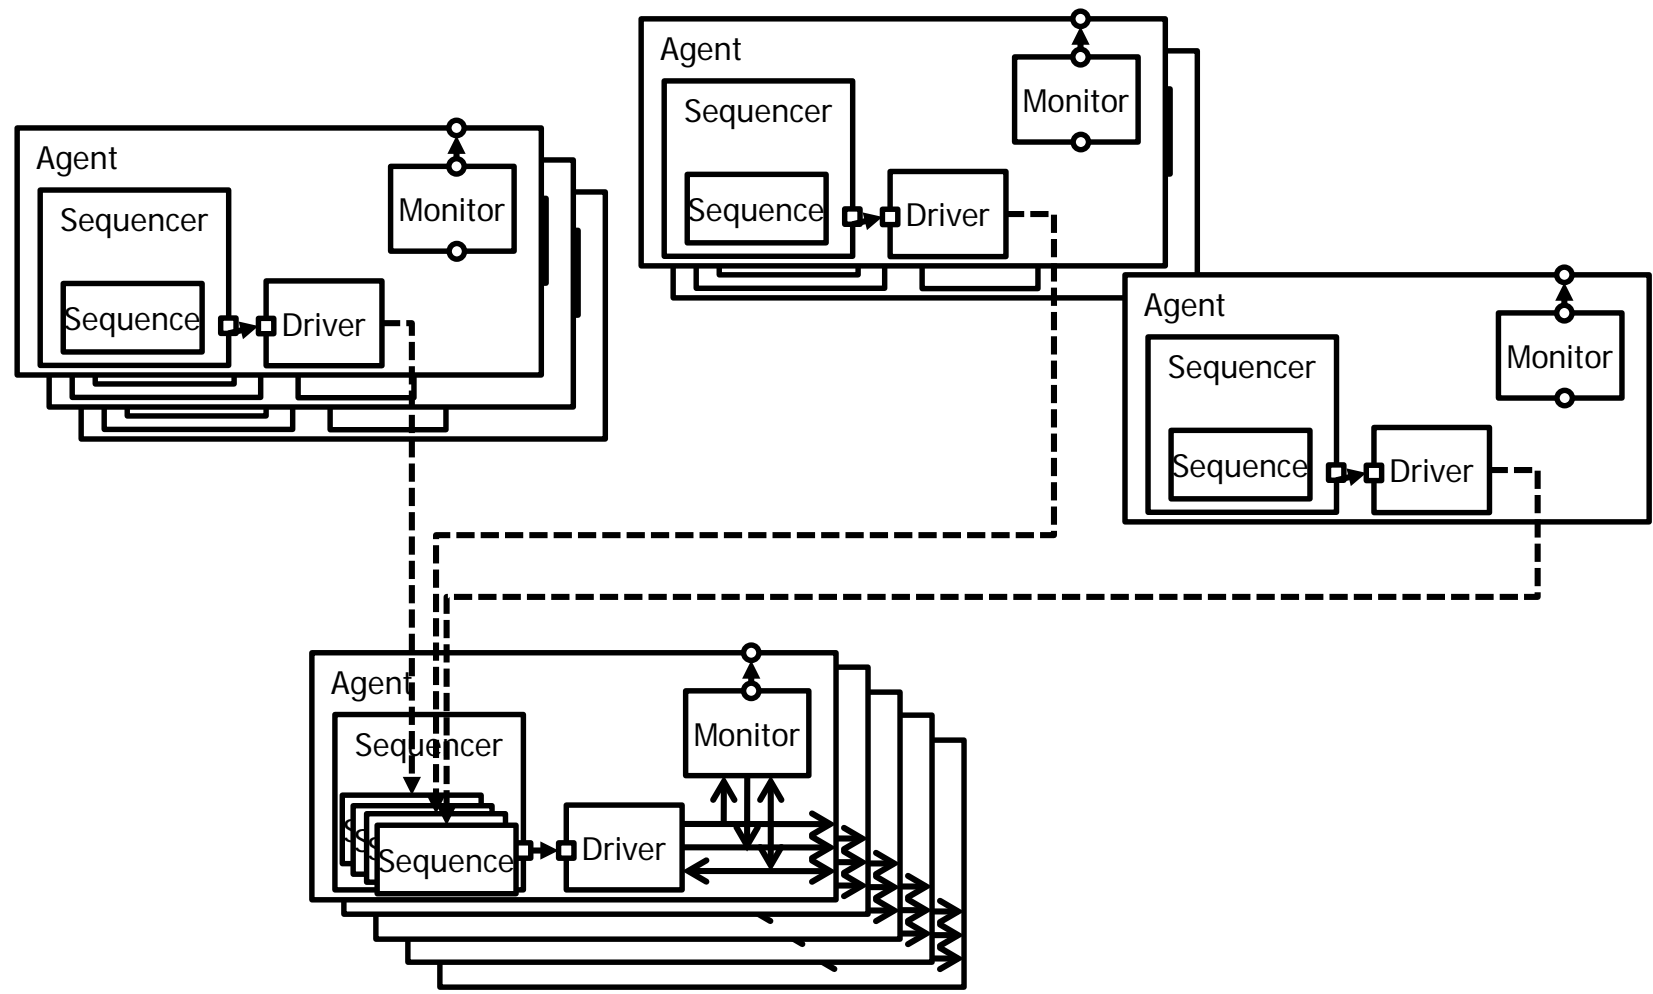 Agent
Sequencer
Monitor
Sequence
Driver
Agent
Sequencer
Monitor
Sequence
Driver
Agent
Sequencer
Monitor
Sequence
Driver
Agent
Sequencer
Monitor
S
S
S
Sequence
Driver